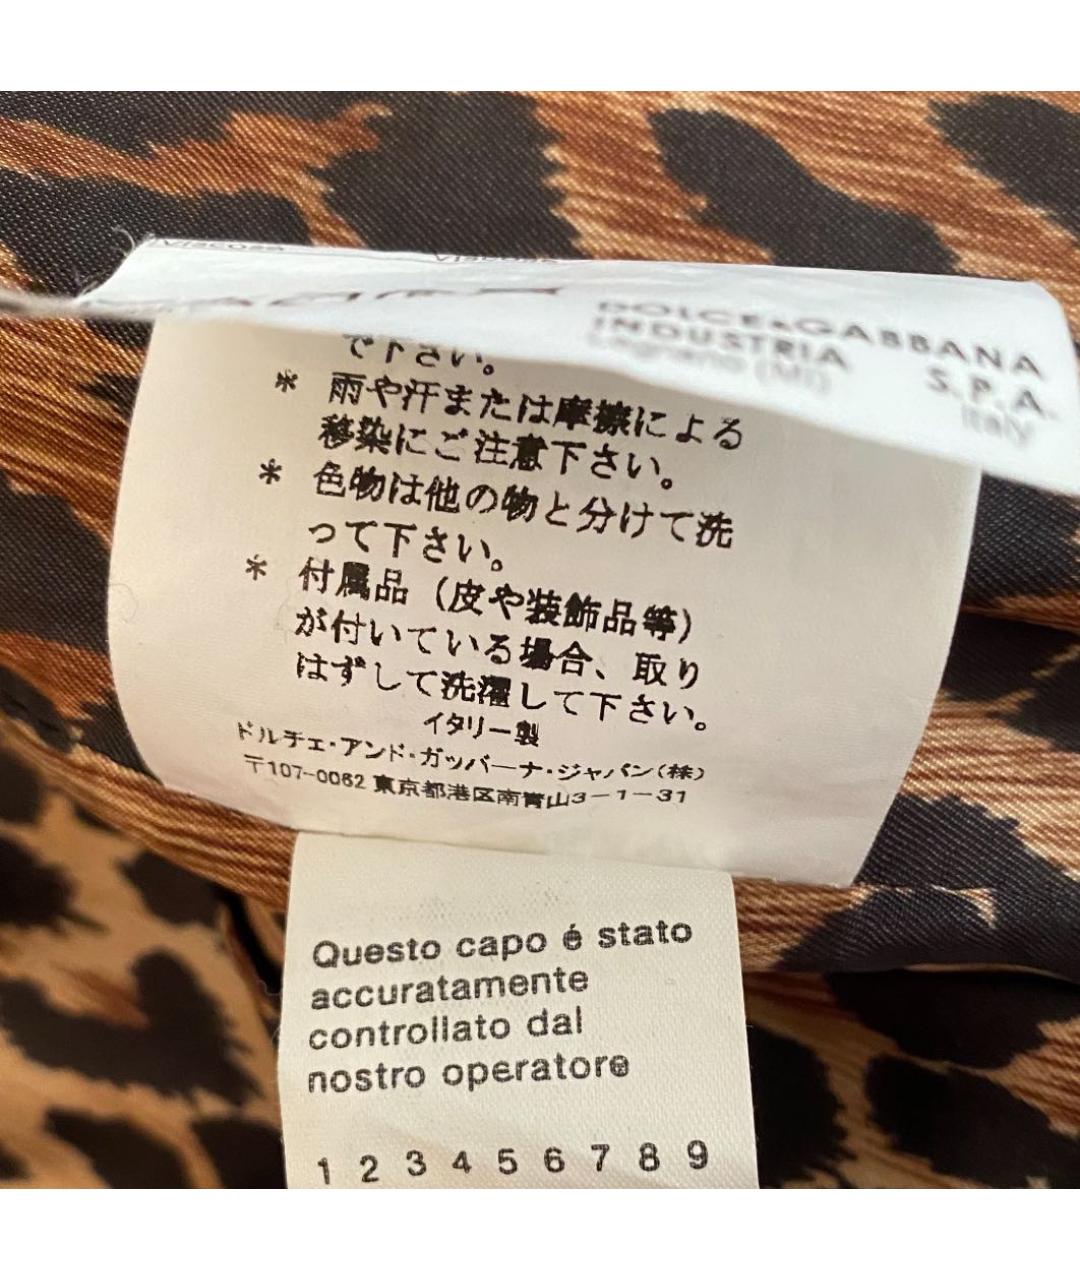 DOLCE&GABBANA
INDUSTRIA S.P.A.
Legnano (MI) Italy
で下さい。
* 雨や汗または摩擦による
移染にご注意下さい。
* 色物は他の物と分けて洗
って下さい。
* 付属品（皮や装飾品等）
が付いている場合、取り
はずして洗濯して下さい。
イタリー製
ドルチェ・アンド・ガッバーナ・ジャパン（株）
〒107-0062 東京都港区南青山3-1-31
Questo capo é stato
accuratamente
controllato dal
nostro operatore
1 2 3 4 5 6 7 8 9